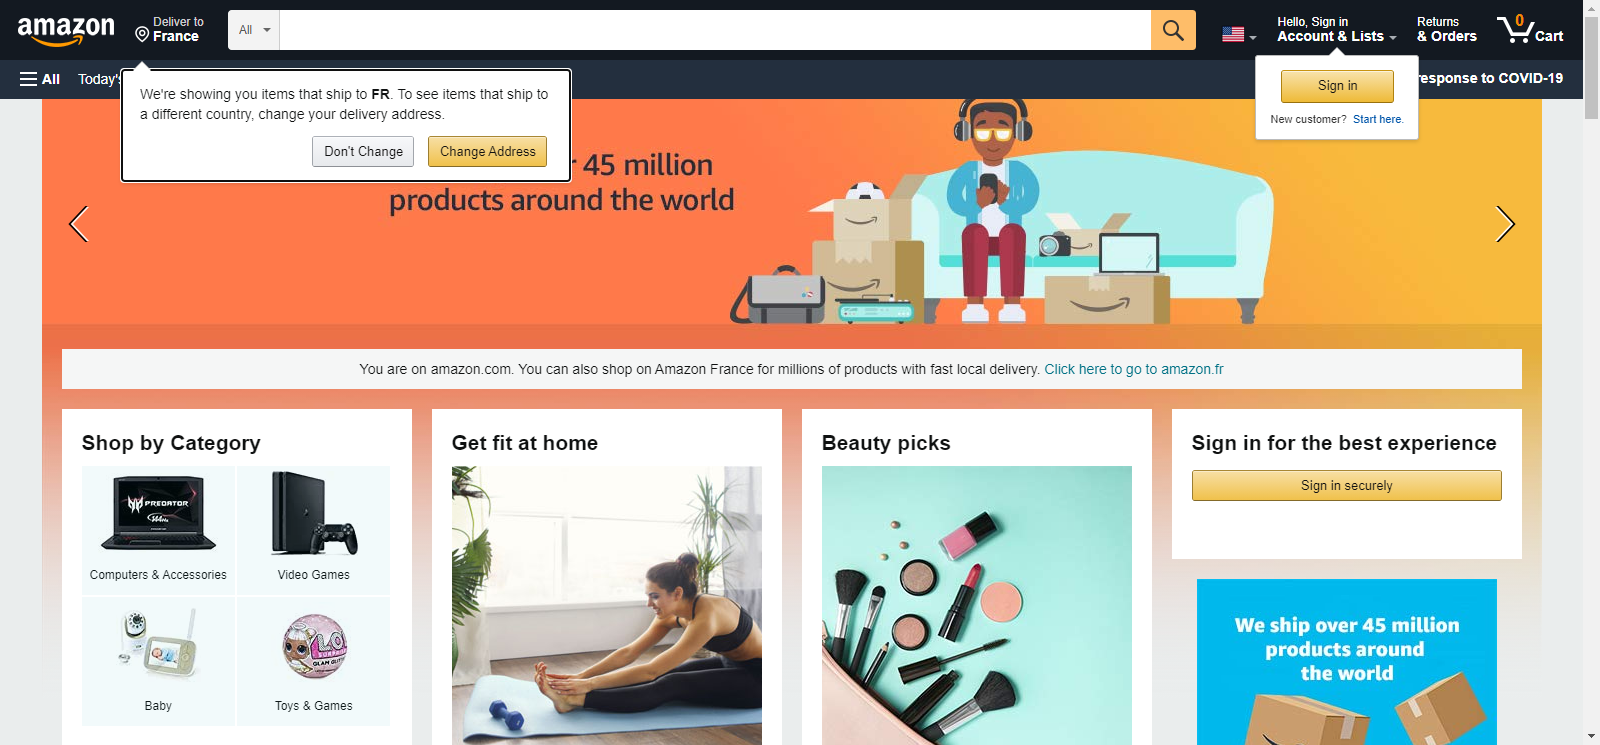 amazon
Deliver to
France
All
Hello, Sign in
Account & Lists
Returns
& Orders
0
Cart
All
Today's
response to COVID-19
We're showing you items that ship to FR. To see items that ship to
a different country, change your delivery address.
Don't Change
Change Address
Sign in
New customer? Start here.
45 million
products around the world
You are on amazon.com. You can also shop on Amazon France for millions of products with fast local delivery. Click here to go to amazon.fr
Shop by Category
PREDATOR
Computers & Accessories
Video Games
Baby
L.O.L.
SURPRISE
GLAM GLITTER
Toys & Games
Get fit at home
Beauty picks
Sign in for the best experience
Sign in securely
We ship over 45 million
products around
the world